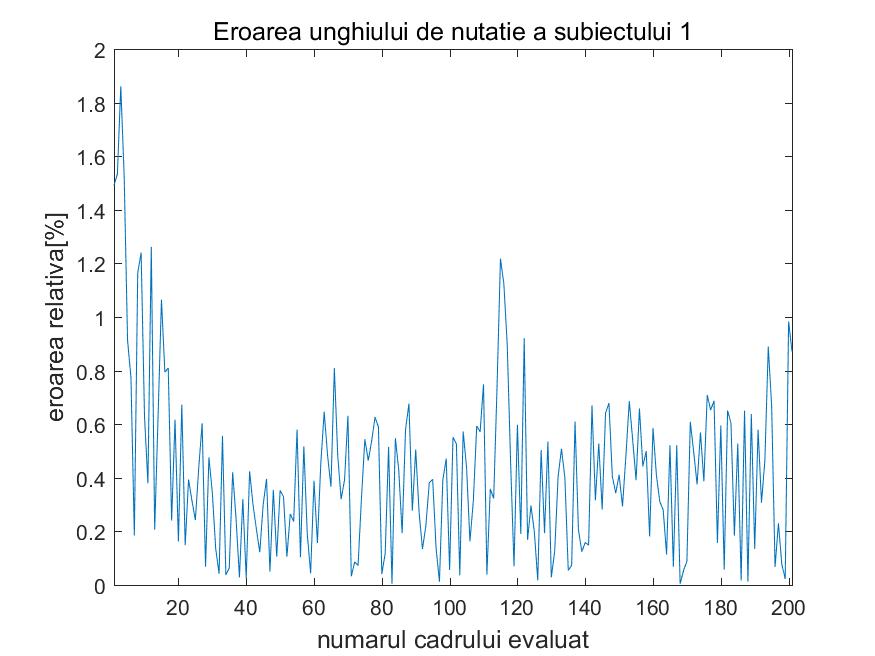 Eroarea unghiului de nutatie a subiectului 1
eroarea relativa[%]
2
1.8
1.6
1.4
1.2
1
0.8
0.6
0.4
0.2
0
20 40 60 80 100 120 140 160 180 200
numarul cadrului evaluat